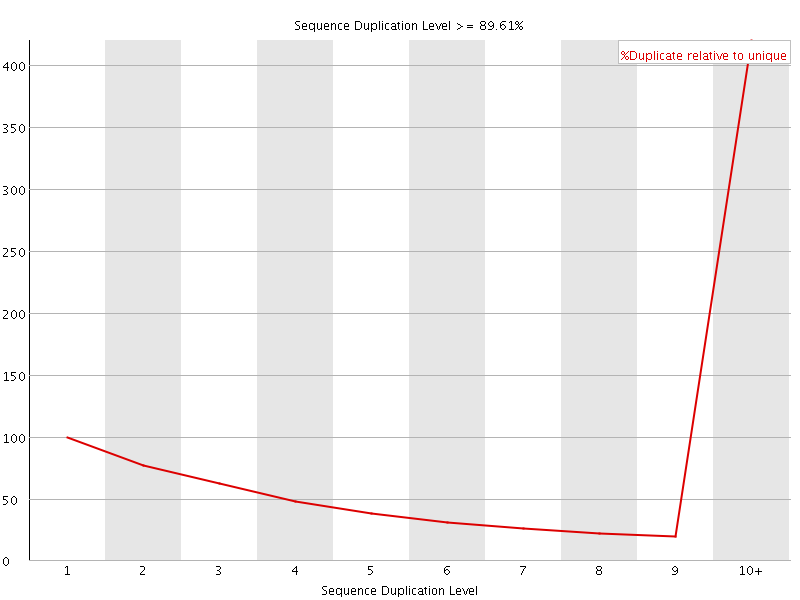 Sequence Duplication Level >= 89.61%
%Duplicate relative to unique
400
350
300
250
200
150
100
50
0
1 2 3 4 5 6 7 8 9 10+
Sequence Duplication Level